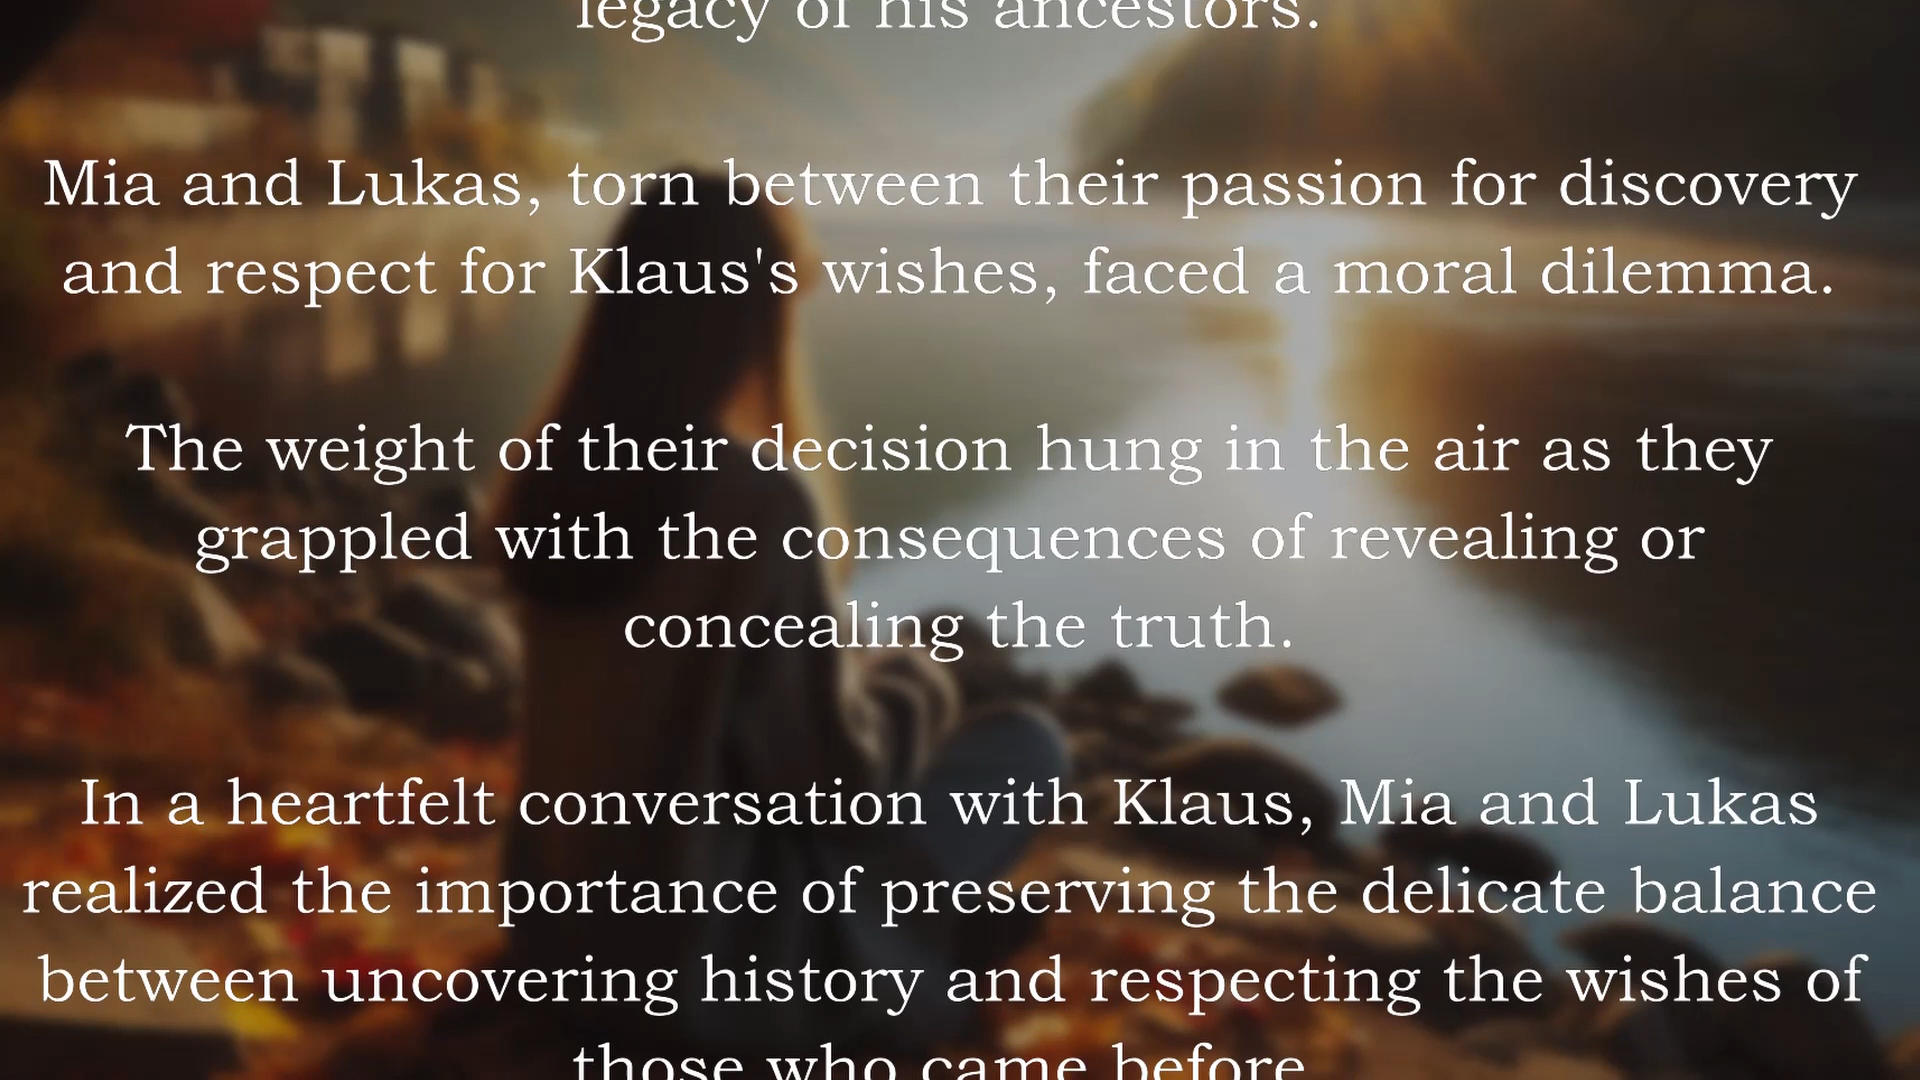 legacy of his ancestors.
Mia and Lukas, torn between their passion for discovery
and respect for Klaus's wishes, faced a moral dilemma.
The weight of their decision hung in the air as they
grappled with the consequences of revealing or
concealing the truth.
In a heartfelt conversation with Klaus, Mia and Lukas
realized the importance of preserving the delicate balance
between uncovering history and respecting the wishes of
those who came before